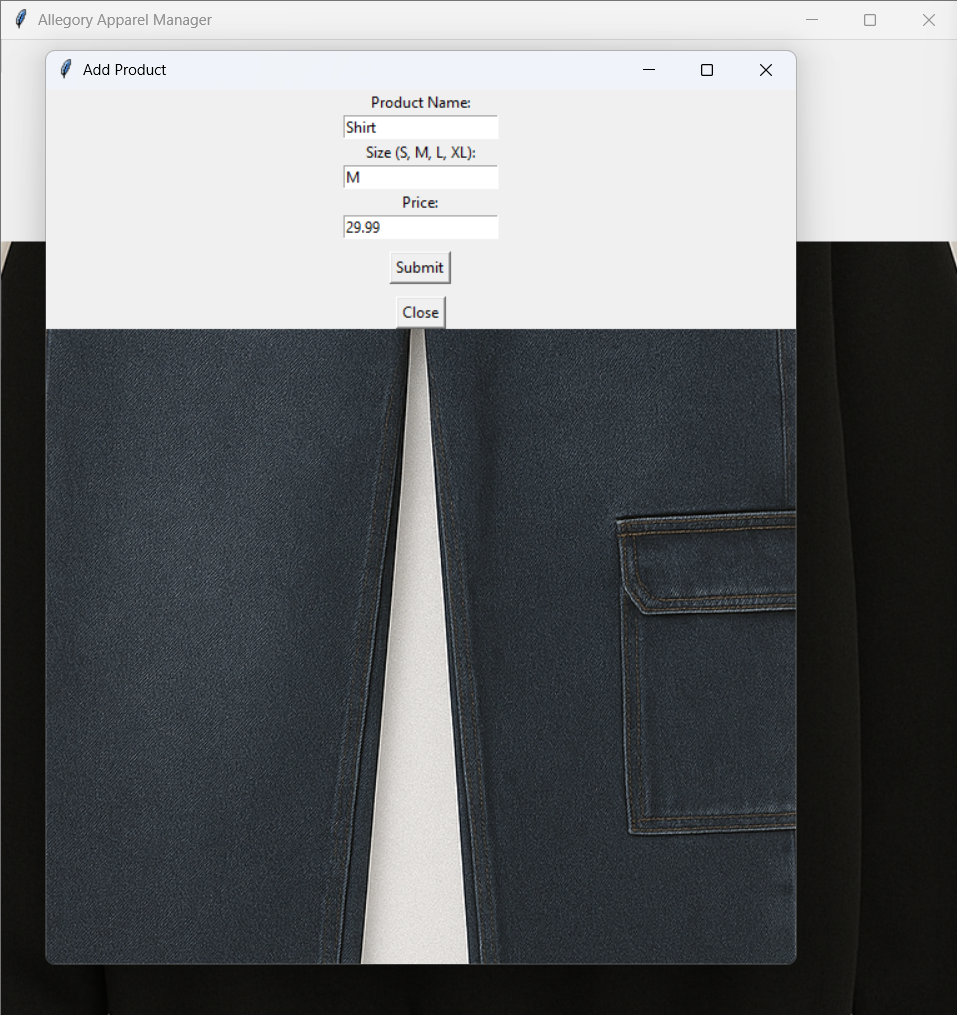 Allegory Apparel Manager
Add Product
Product Name:
Shirt
Size (S, M, L, XL):
M
Price:
29.99
Submit
Close